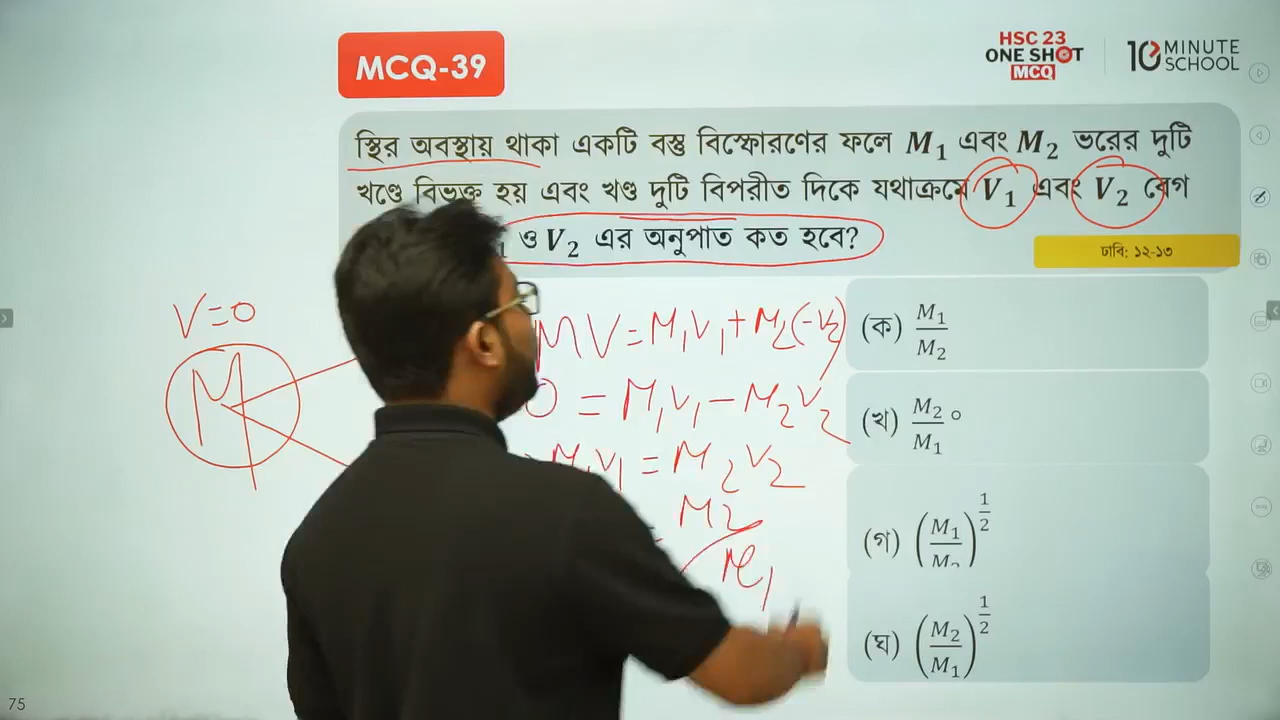 MCQ-39
HSC 23
ONE SHOT
MCQ
10 MINUTE
SCHOOL
স্থির অবস্থায় থাকা একটি বস্তু বিস্ফোরণের ফলে M₁ এবং M₂ ভরের দুটি
খণ্ডে বিভক্ত হয় এবং খণ্ড দুটি বিপরীত দিকে যথাক্রমে V₁ এবং V₂ বেগ
ও V₂ এর অনুপাত কত হবে?
ঢাবি: ১২-১৩
V=0
M
MV=M₁V₁+M₂(-V₂)
0 = M₁V₁-M₂V₂
M₁V₁ = M₂V₂
M₂
M₁
(ক) M₁/M₂
(খ) M₂/M₁
(গ) (M₁/M₂)^1/2
(ঘ) (M₂/M₁)^1/2
75